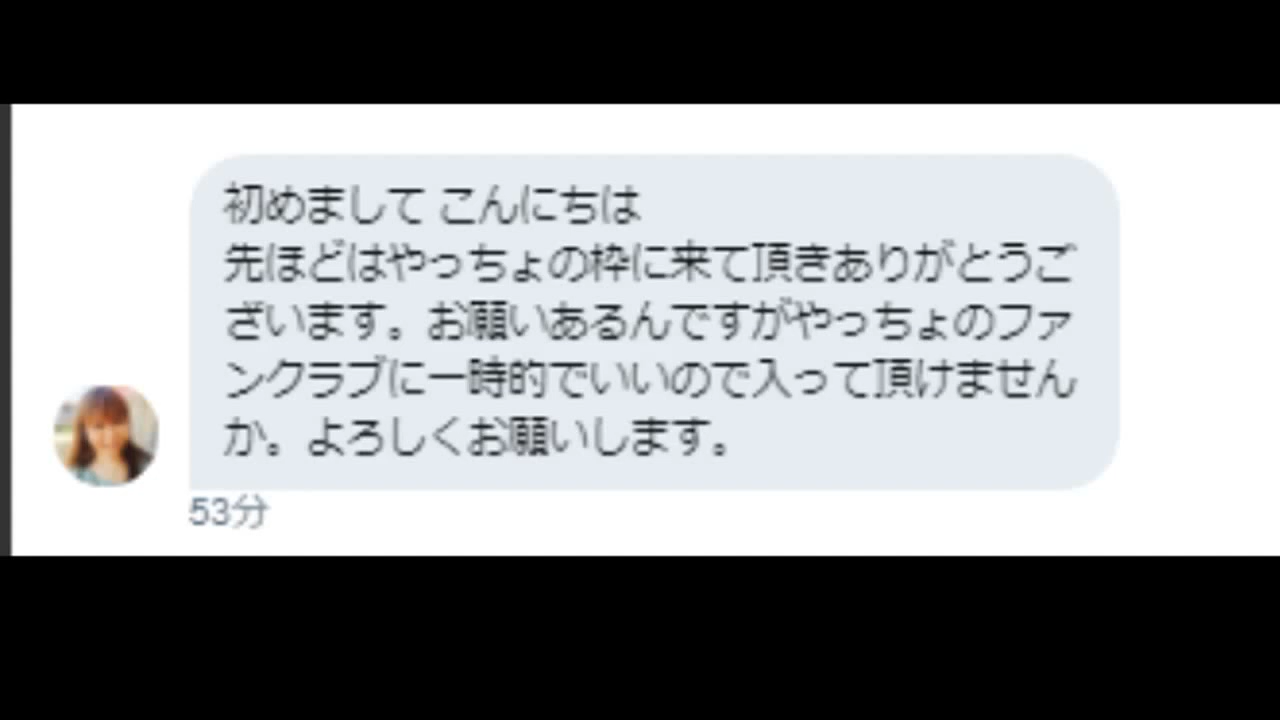 初めまして こんにちは
先ほどはやっちょの枠に来て頂きありがとうご
ざいます。お願いあるんですがやっちょのファ
ンクラブに一時的でいいので入って頂けません
か。よろしくお願いします。
53分